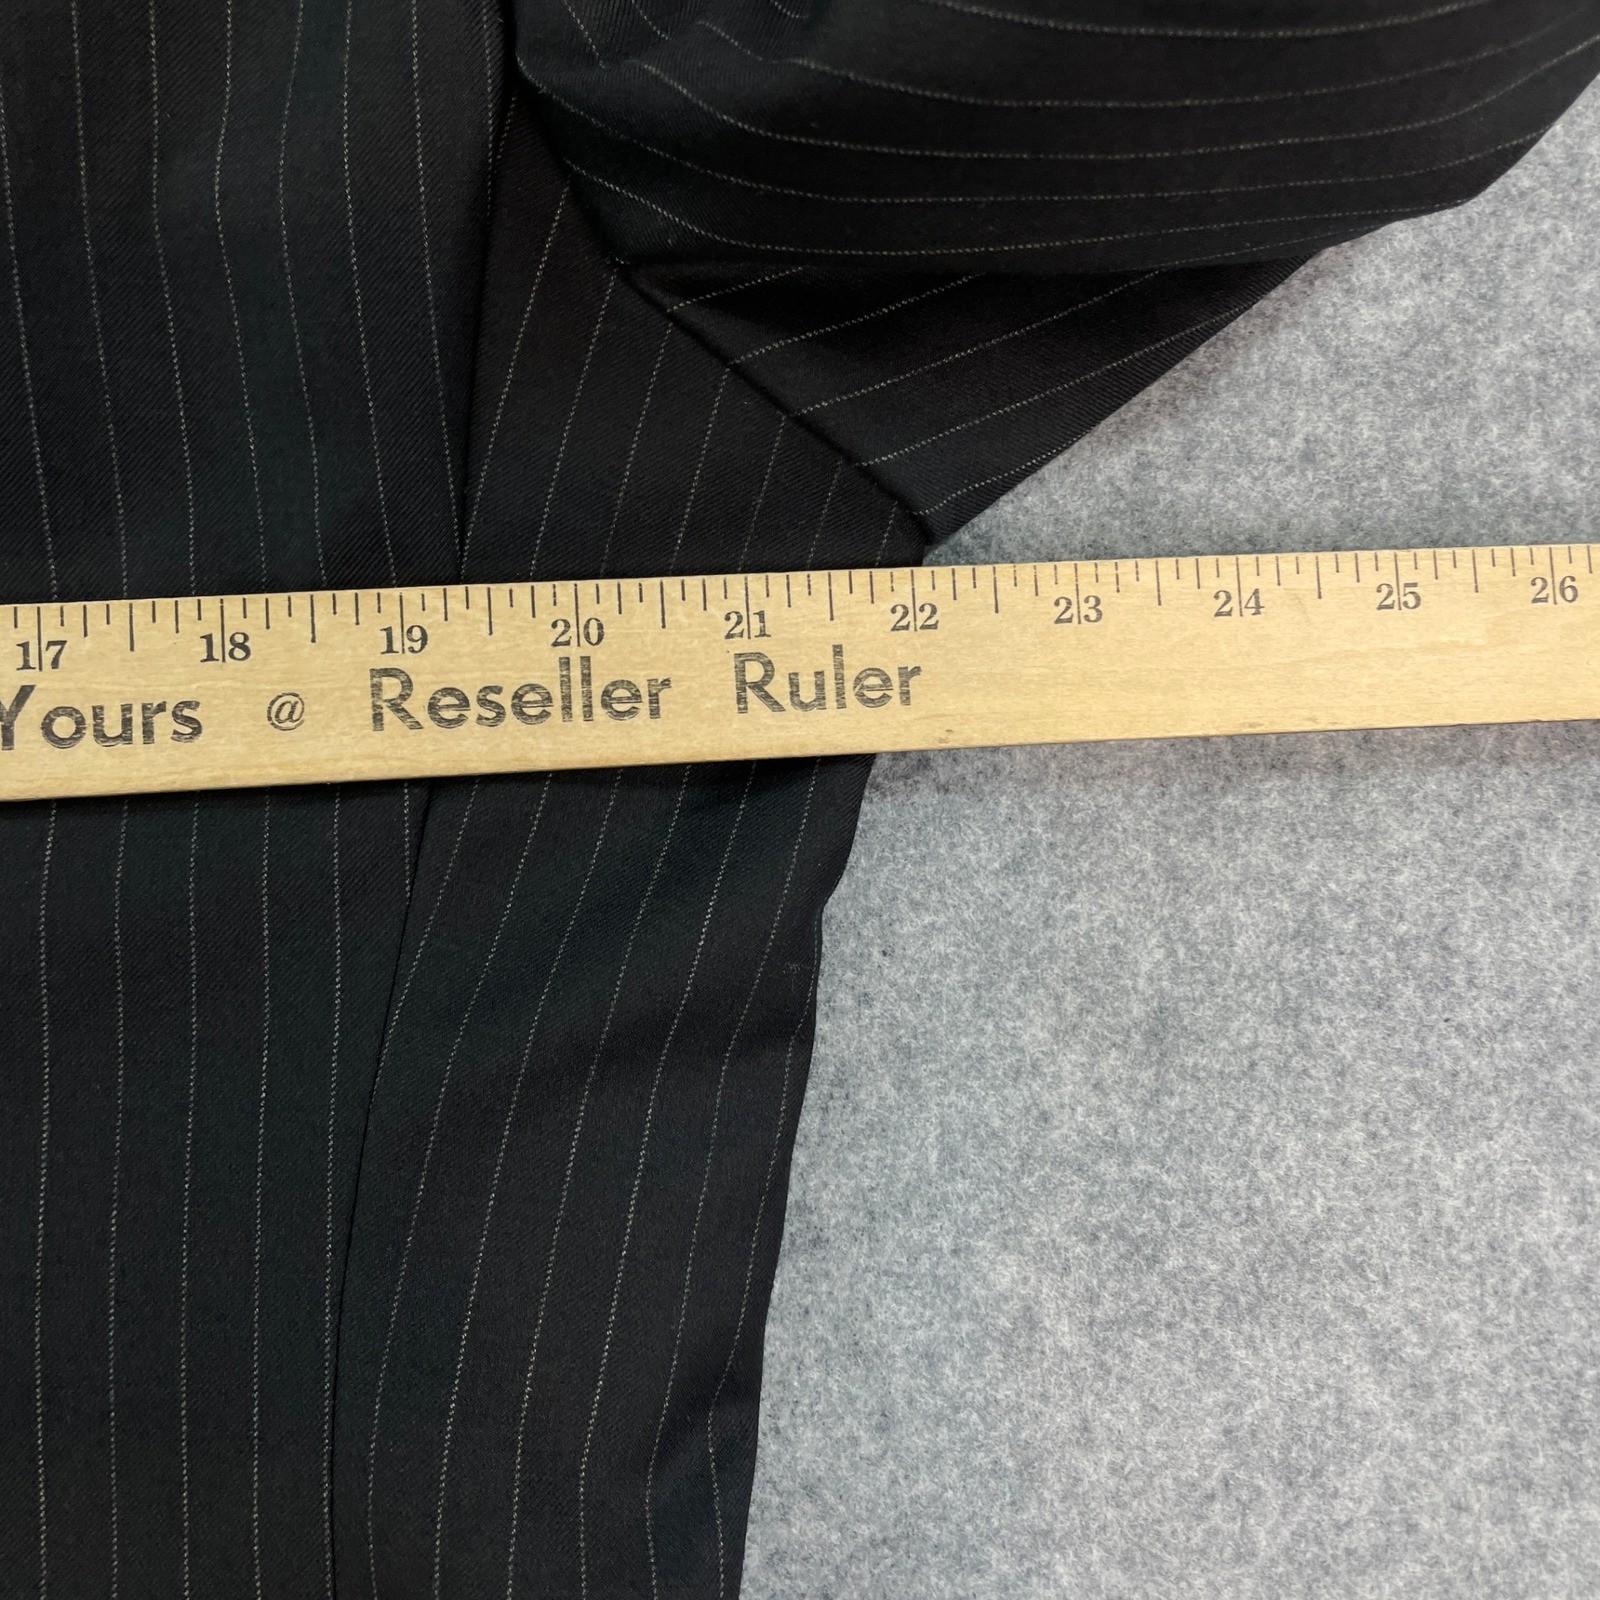 17 18 19 20 21 22 23 24 25 26
Yours @ Reseller Ruler